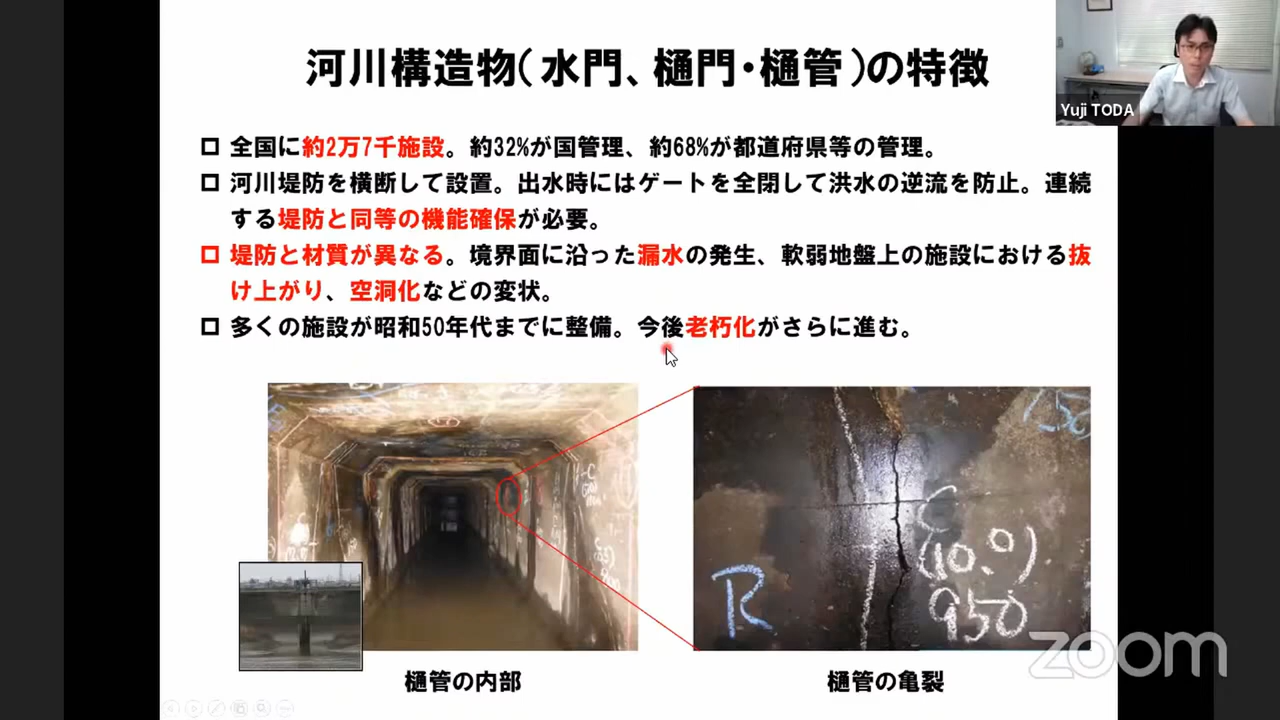 河川構造物(水門、樋門・樋管)の特徴
Yuji TODA
全国に約2万7千施設。約32%が国管理、約68%が都道府県等の管理。
河川堤防を横断して設置。出水時にはゲートを全閉して洪水の逆流を防止。連続
する堤防と同等の機能確保が必要。
堤防と材質が異なる。境界面に沿った漏水の発生、軟弱地盤上の施設における抜
け上がり、空洞化などの変状。
多くの施設が昭和50年代までに整備。今後老朽化がさらに進む。
C
(10.0)
950
R
zoom
樋管の内部
樋管の亀裂